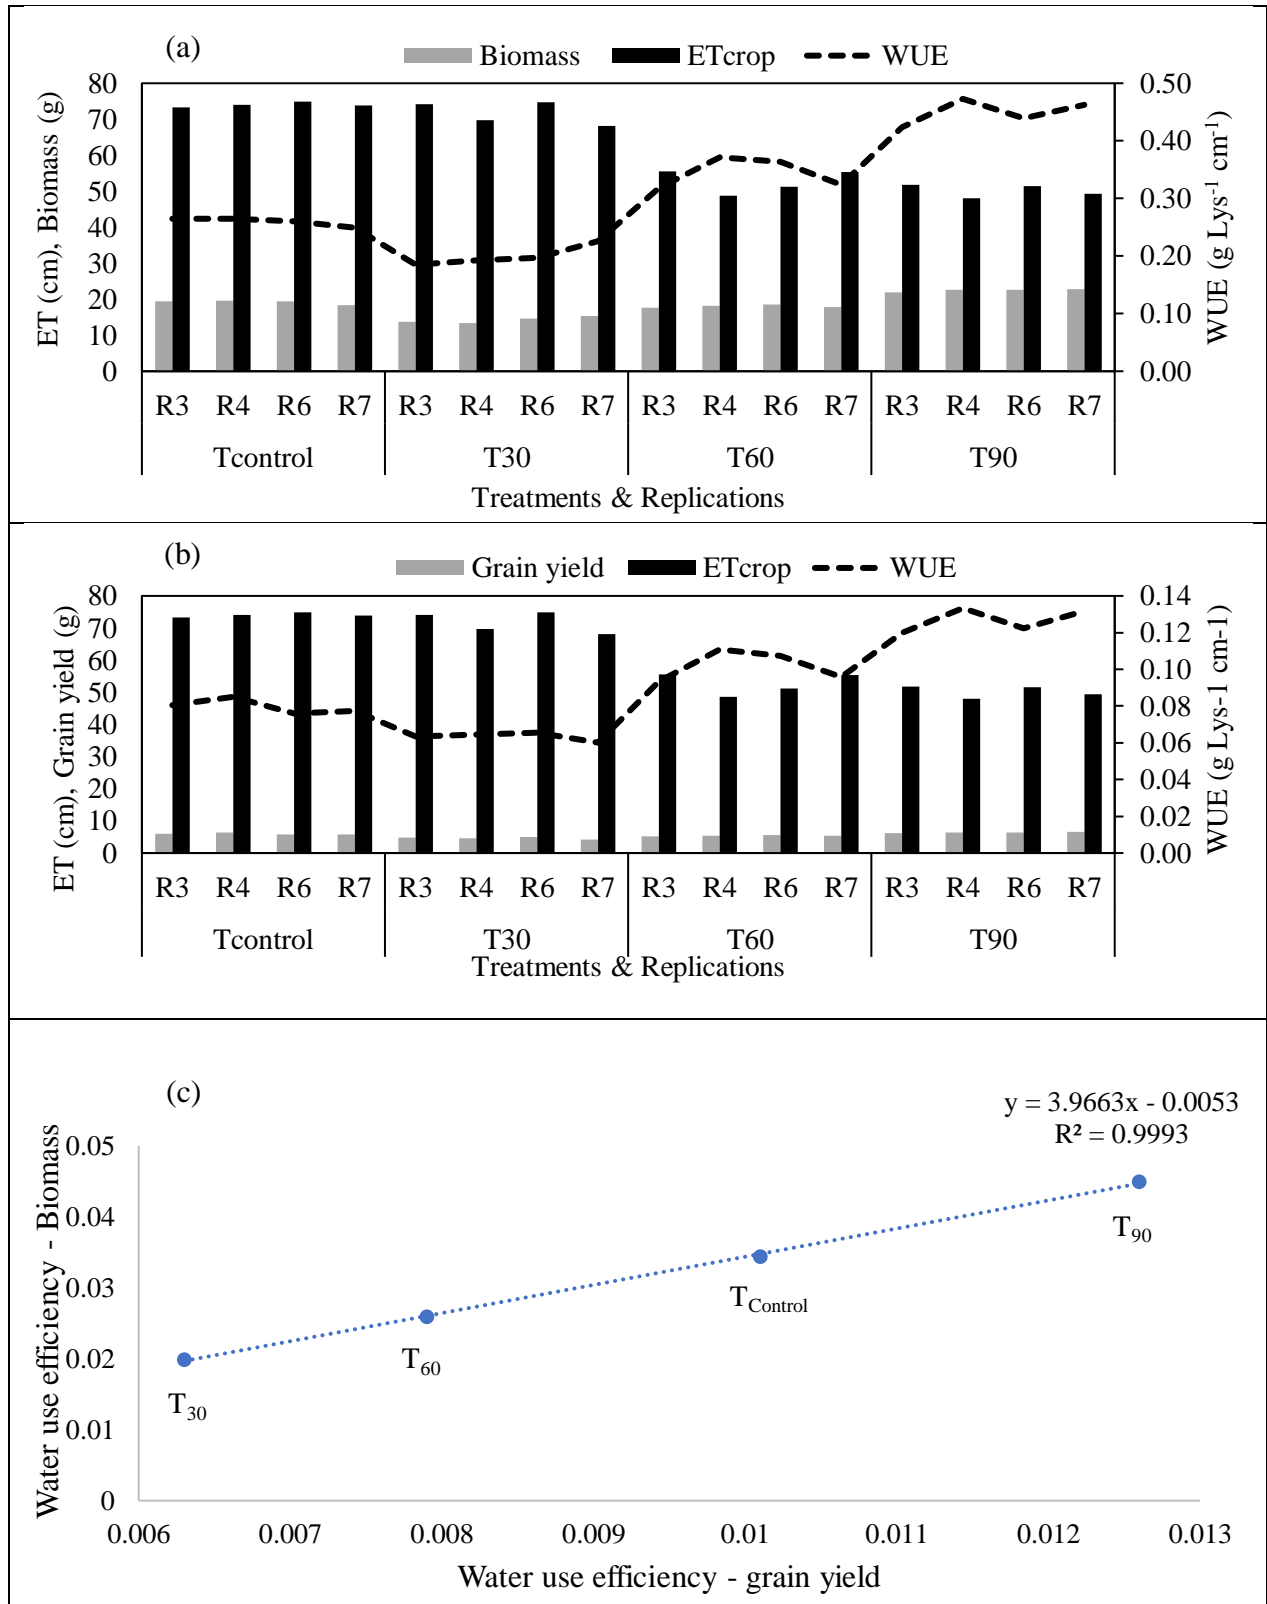 (a)
Biomass ETcrop WUE
ET (cm), Biomass (g)
80
70
60
50
40
30
20
10
0
0.50
0.40
0.30
0.20
0.10
0.00
WUE (g Lys⁻¹ cm⁻¹)
R3 R4 R6 R7 R3 R4 R6 R7 R3 R4 R6 R7 R3 R4 R6 R7
Tcontrol T30 T60 T90
Treatments & Replications
(b)
Grain yield ETcrop WUE
ET (cm), Grain yield (g)
80
70
60
50
40
30
20
10
0
0.14
0.12
0.10
0.08
0.06
0.04
0.02
0.00
WUE (g Lys-1 cm-1)
R3 R4 R6 R7 R3 R4 R6 R7 R3 R4 R6 R7 R3 R4 R6 R7
Tcontrol T30 T60 T90
Treatments & Replications
(c)
y = 3.9663x - 0.0053
R² = 0.9993
Water use efficiency - Biomass
0.05
0.04
0.03
0.02
0.01
0
T₉₀
T_Control
T₆₀
T₃₀
0.006 0.007 0.008 0.009 0.01 0.011 0.012 0.013
Water use efficiency - grain yield